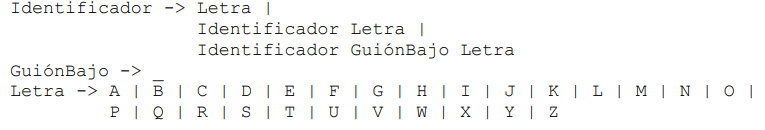 Identificador -> Letra |
Identificador Letra |
Identificador GuiónBajo Letra
GuiónBajo -> _
Letra -> A | B | C | D | E | F | G | H | I | J | K | L | M | N | O |
P | Q | R | S | T | U | V | W | X | Y | Z